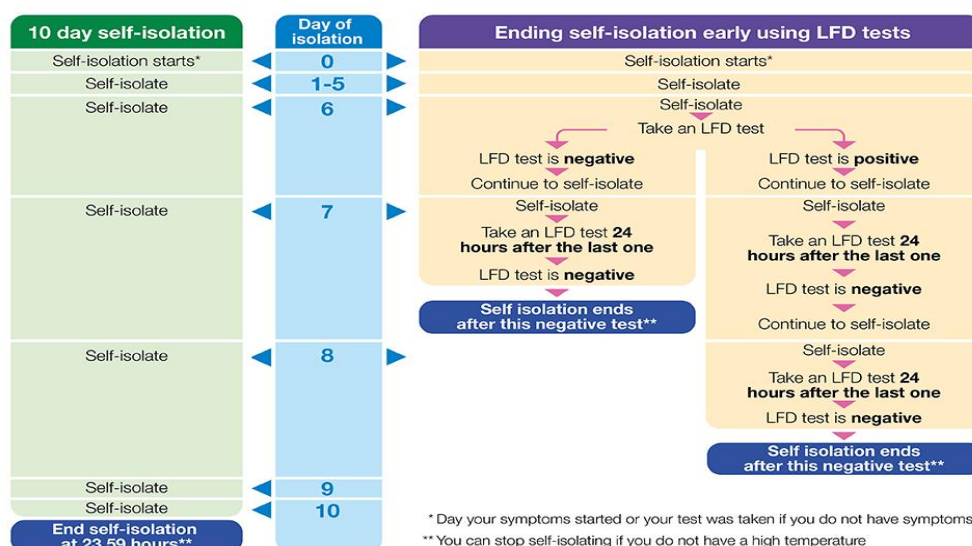 10 day self-isolation
Self-isolation starts*
Self-isolate
Self-isolate
Self-isolate
Self-isolate
Self-isolate
Self-isolate
End self-isolation
at 23.59 hours**
Day of
isolation
0
1-5
6
7
8
9
10
Ending self-isolation early using LFD tests
Self-isolation starts*
Self-isolate
Self-isolate
Take an LFD test
LFD test is negative
Continue to self-isolate
Self-isolate
Take an LFD test 24
hours after the last one
LFD test is negative
Self isolation ends
after this negative test**
LFD test is positive
Continue to self-isolate
Self-isolate
Take an LFD test 24
hours after the last one
LFD test is negative
Continue to self-isolate
Self-isolate
Take an LFD test 24
hours after the last one
LFD test is negative
Self isolation ends
after this negative test**
* Day your symptoms started or your test was taken if you do not have symptoms
** You can stop self-isolating if you do not have a high temperature